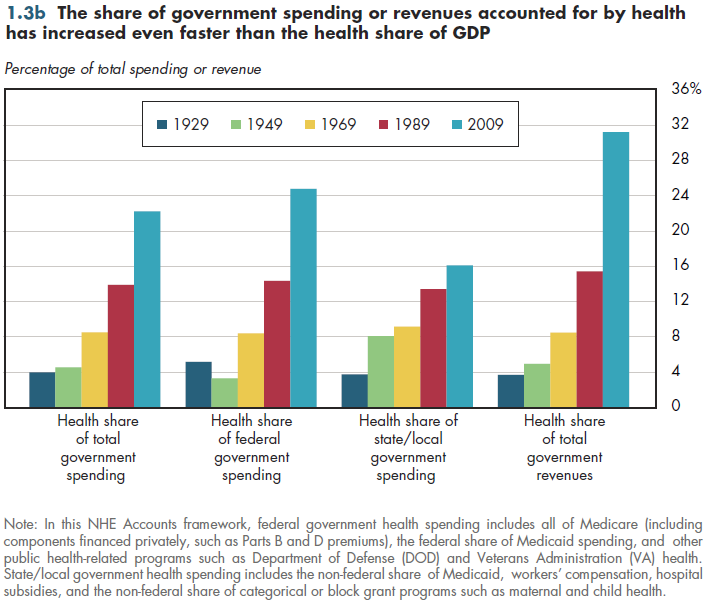 1.3b The share of government spending or revenues accounted for by health
has increased even faster than the health share of GDP
Percentage of total spending or revenue
36%
1929 1949 1969 1989 2009
32
28
24
20
16
12
8
4
0
Health share
of total
government
spending
Health share
of federal
government
spending
Health share of
state/local
government
spending
Health share
of total
government
revenues
Note: In this NHE Accounts framework, federal government health spending includes all of Medicare (including
components financed privately, such as Parts B and D premiums), the federal share of Medicaid spending, and other
public health-related programs such as Department of Defense (DOD) and Veterans Administration (VA) health.
State/local government health spending includes the non-federal share of Medicaid, workers’ compensation, hospital
subsidies, and the non-federal share of categorical or block grant programs such as maternal and child health.